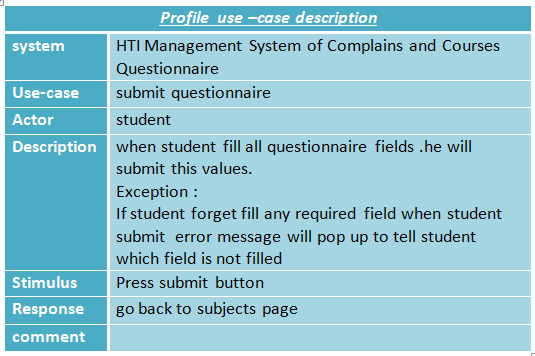 Profile use –case description
system HTI Management System of Complains and Courses
Questionnaire
Use-case submit questionnaire
Actor student
Description when student fill all questionnaire fields .he will
submit this values.
Exception :
If student forget fill any required field when student
submit error message will pop up to tell student
which field is not filled
Stimulus Press submit button
Response go back to subjects page
comment